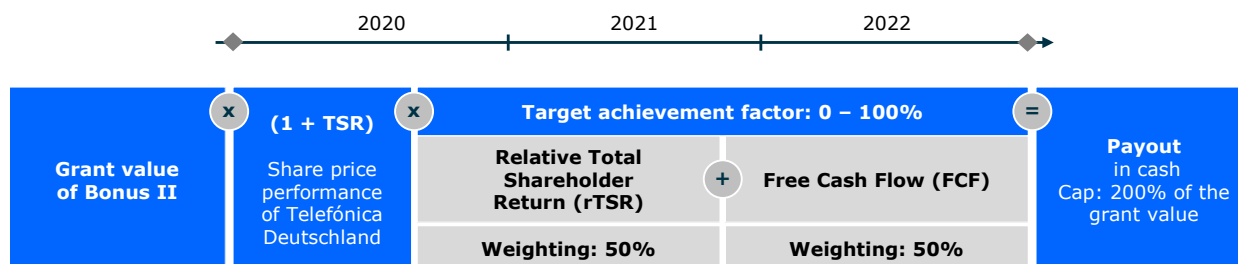 2020
2021
2022
Grant value
of Bonus II
x
(1 + TSR)
Share price
performance
of Telefónica
Deutschland
x
Target achievement factor: 0 – 100%
Relative Total
Shareholder
Return (rTSR)
Weighting: 50%
+
Free Cash Flow (FCF)
Weighting: 50%
=
Payout
in cash
Cap: 200% of the
grant value